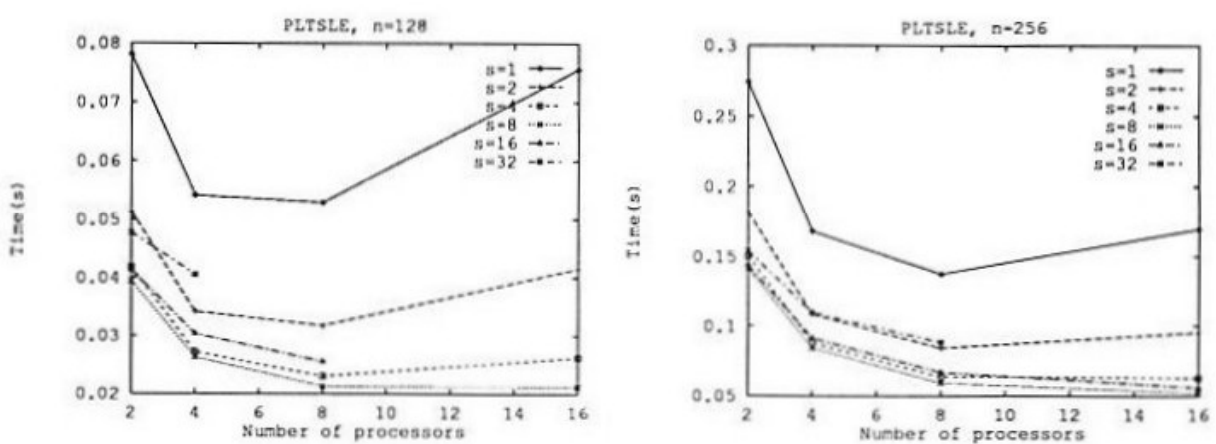 PLTSLE, n=128
0.08
0.07
0.06
0.05
0.04
0.03
0.02
Time(s)
s=1
s=2
s=4
s=8
s=16
s=32
2 4 6 8 10 12 14 16
Number of processors
PLTSLE, n=256
0.3
0.25
0.2
0.15
0.1
0.05
Time(s)
s=1
s=2
s=4
s=8
s=16
s=32
2 4 6 8 10 12 14 16
Number of processors